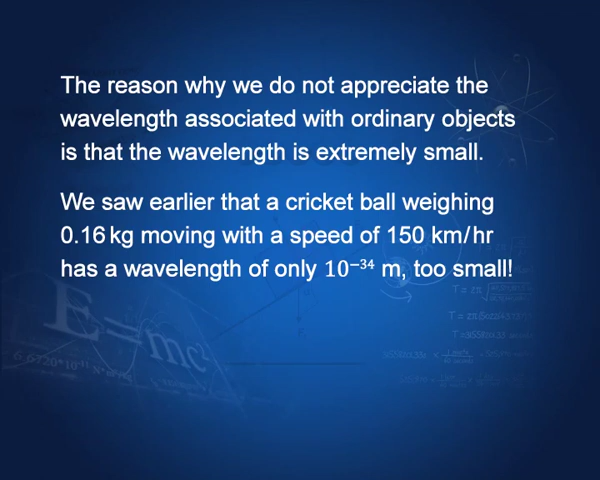 The reason why we do not appreciate the
wavelength associated with ordinary objects
is that the wavelength is extremely small.
We saw earlier that a cricket ball weighing
0.16 kg moving with a speed of 150 km/hr
has a wavelength of only 10⁻³⁴ m, too small!
E=mc²